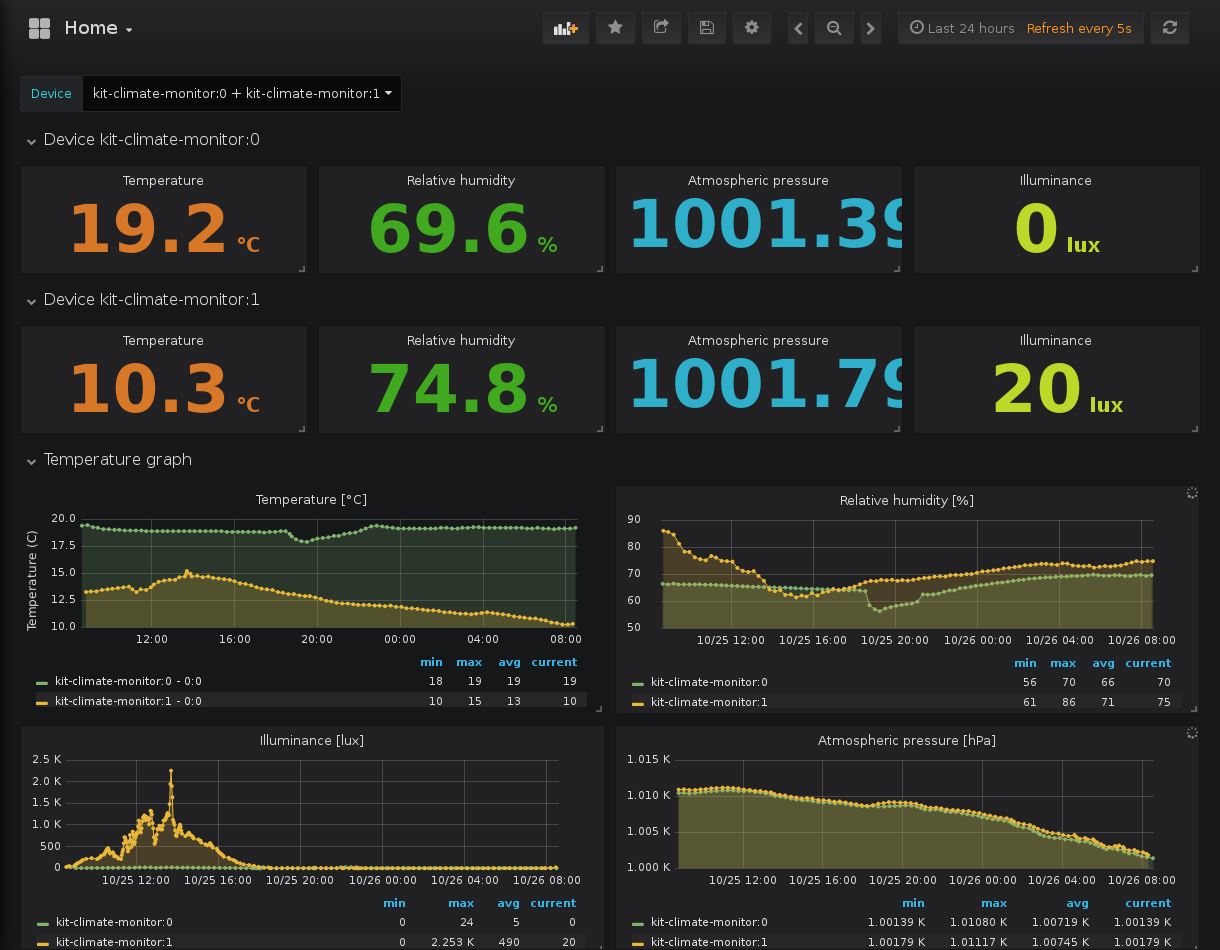 Home
Last 24 hours Refresh every 5s
Device kit-climate-monitor:0 + kit-climate-monitor:1
Device kit-climate-monitor:0
Temperature Relative humidity Atmospheric pressure Illuminance
19.2 °C 69.6 % 1001.39 0 lux
Device kit-climate-monitor:1
Temperature Relative humidity Atmospheric pressure Illuminance
10.3 °C 74.8 % 1001.79 20 lux
Temperature graph
Temperature [°C]
Temperature (C)
20.0
17.5
15.0
12.5
10.0
12:00 16:00 20:00 00:00 04:00 08:00
min max avg current
kit-climate-monitor:0 - 0:0 18 19 19 19
kit-climate-monitor:1 - 0:0 10 15 13 10
Relative humidity [%]
90
80
70
60
50
10/25 12:00 10/25 16:00 10/25 20:00 10/26 00:00 10/26 04:00 10/26 08:00
min max avg current
kit-climate-monitor:0 56 70 66 70
kit-climate-monitor:1 61 86 71 75
Illuminance [lux]
2.5 K
2.0 K
1.5 K
1.0 K
500
0
10/25 12:00 10/25 16:00 10/25 20:00 10/26 00:00 10/26 04:00 10/26 08:00
min max avg current
kit-climate-monitor:0 0 24 5 0
kit-climate-monitor:1 0 2.253 K 490 20
Atmospheric pressure [hPa]
1.015 K
1.010 K
1.005 K
1.000 K
10/25 12:00 10/25 16:00 10/25 20:00 10/26 00:00 10/26 04:00 10/26 08:00
min max avg current
kit-climate-monitor:0 1.00139 K 1.01080 K 1.00719 K 1.00139 K
kit-climate-monitor:1 1.00179 K 1.01117 K 1.00745 K 1.00179 K